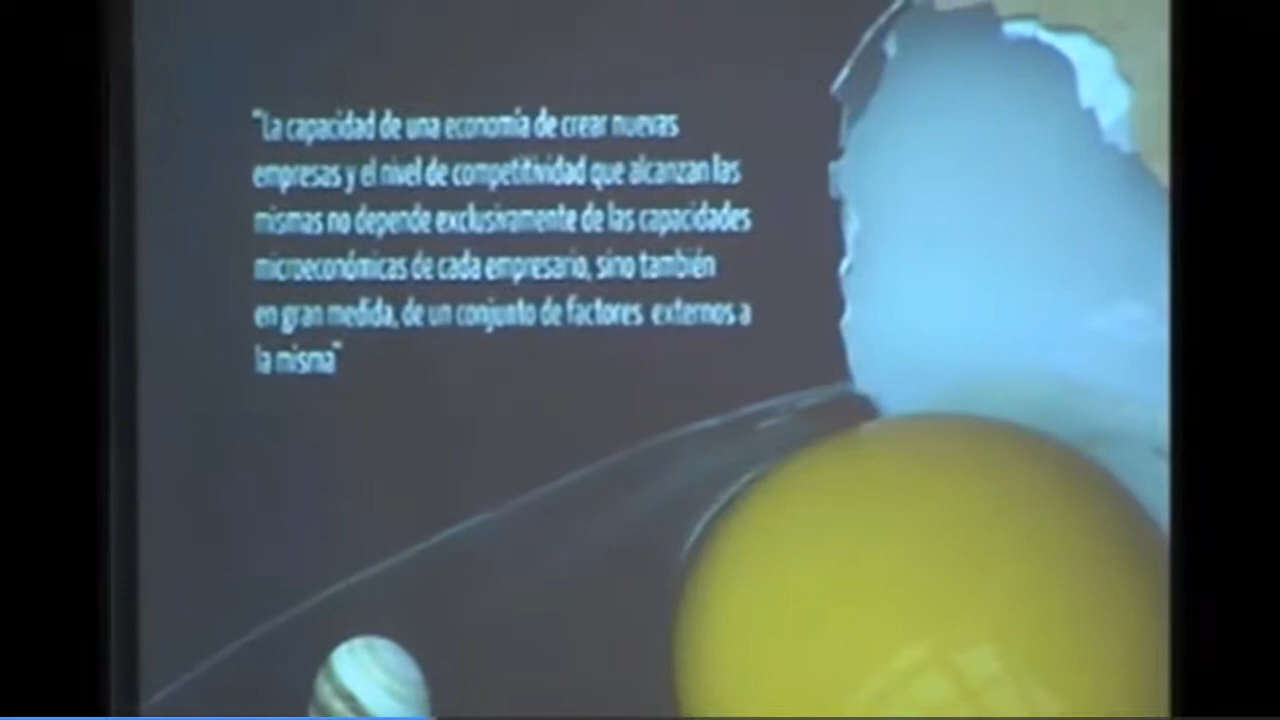 "La capacidad de una economía de crear nuevas
empresas y el nivel de competitividad que alcanzan las
mismas no depende exclusivamente de las capacidades
microeconómicas de cada empresario, sino también
en gran medida, de un conjunto de factores externos a
la misma"